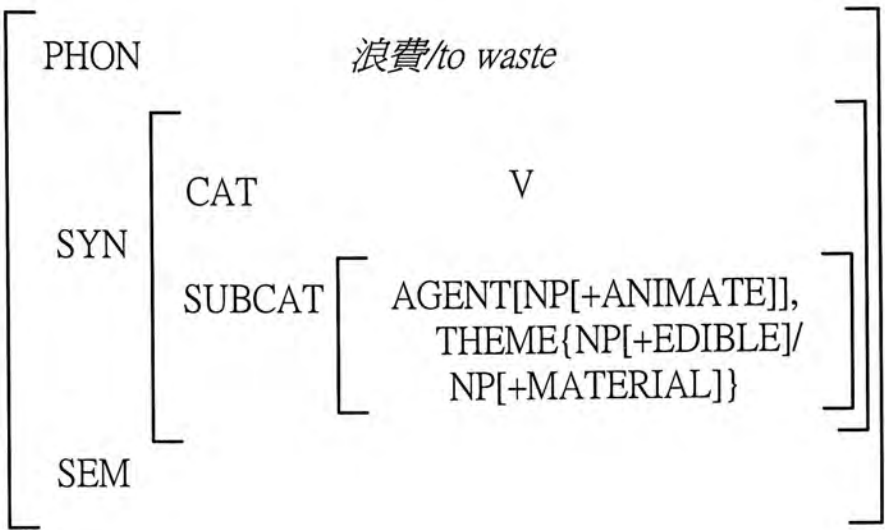 PHON 浪費/to waste
CAT V
SYN
SUBCAT AGENT[NP[+ANIMATE]],
THEME{NP[+EDIBLE]/
NP[+MATERIAL]}
SEM